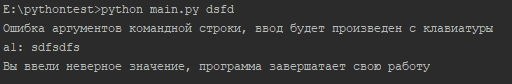 E:\pythontest>python main.py dsfd
Ошибка аргументов командной строки, ввод будет произведен с клавиатуры
a1: sdfsdfs
Вы ввели неверное значение, программа завершатает свою работу